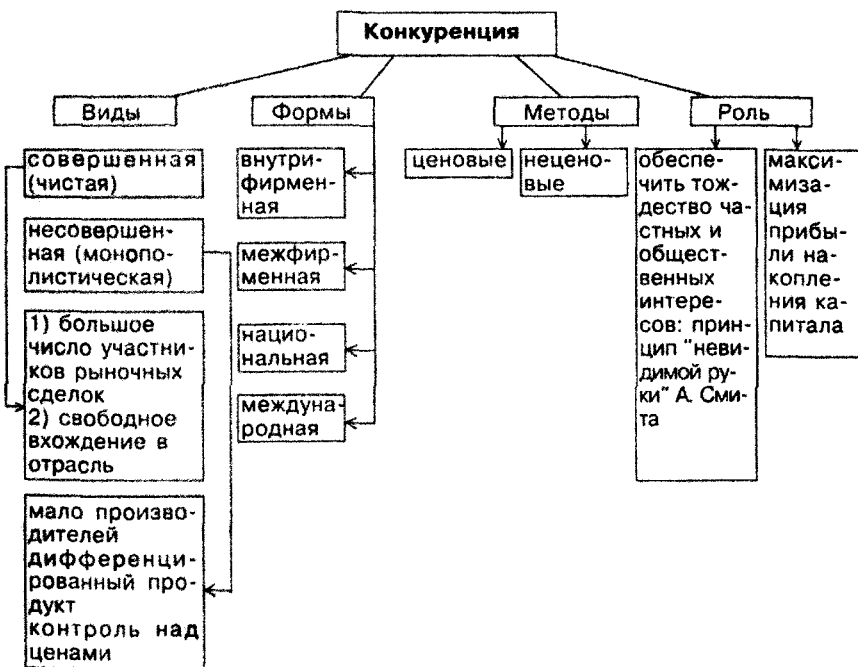 Конкуренция
Виды
Формы
Методы
Роль
совершенная
(чистая)
несовершен-
ная (монопо-
листическая)
1) большое
число участни-
ков рыночных
сделок
2) свободное
вхождение в
отрасль
мало произво-
дителей
дифференци-
рованный про-
дукт
контроль над
ценами
внутри-
фирмен-
ная
межфир-
менная
нацио-
нальная
междуна-
родная
ценовые
нецено-
вые
обеспе-
чить тож-
дество ча-
стных и
общест-
венных
интере-
сов: прин-
цип "неви-
димой ру-
ки" А. Сми-
та
макси-
миза-
ция
прибы-
ли на-
копле-
ния ка-
питала